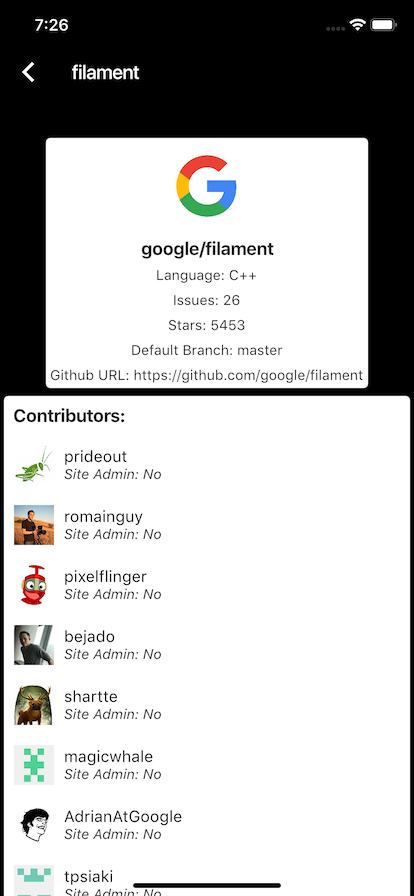 7:26
filament
google/filament
Language: C++
Issues: 26
Stars: 5453
Default Branch: master
Github URL: https://github.com/google/filament
Contributors:
prideout
Site Admin: No
romainguy
Site Admin: No
pixelflinger
Site Admin: No
bejado
Site Admin: No
shartte
Site Admin: No
magicwhale
Site Admin: No
AdrianAtGoogle
Site Admin: No
tpsiaki
Site Admin: No